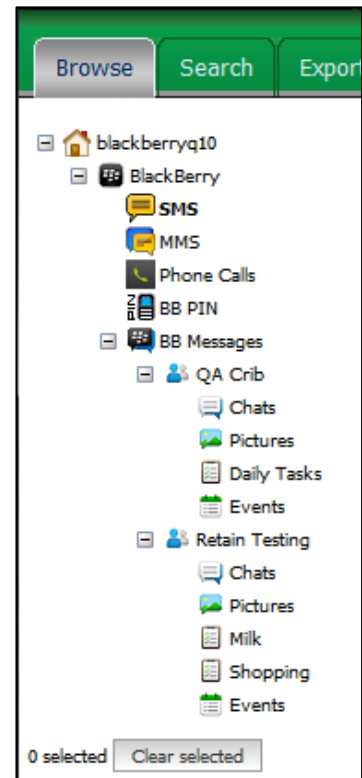 Browse Search Export
blackberryq10
BlackBerry
SMS
MMS
Phone Calls
BB PIN
BB Messages
QA Crib
Chats
Pictures
Daily Tasks
Events
Retain Testing
Chats
Pictures
Milk
Shopping
Events
0 selected Clear selected